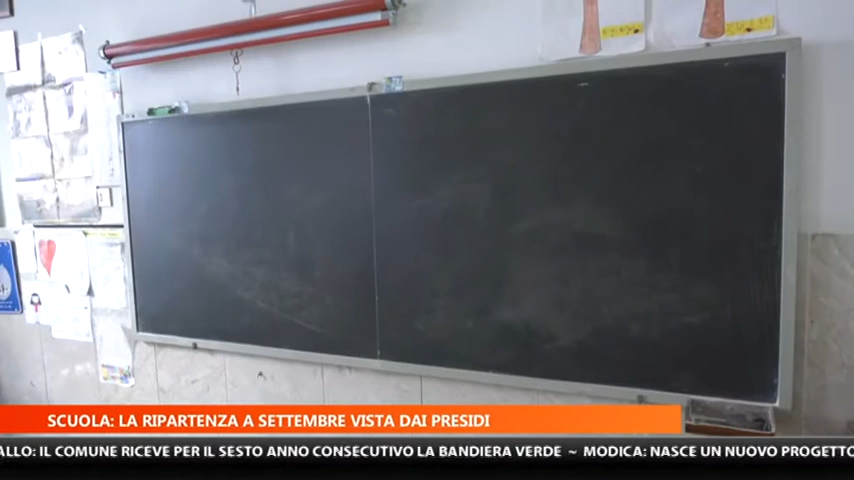 SCUOLA: LA RIPARTENZA A SETTEMBRE VISTA DAI PRESIDI
ALLO: IL COMUNE RICEVE PER IL SESTO ANNO CONSECUTIVO LA BANDIERA VERDE ~ MODICA: NASCE UN NUOVO PROGETTO